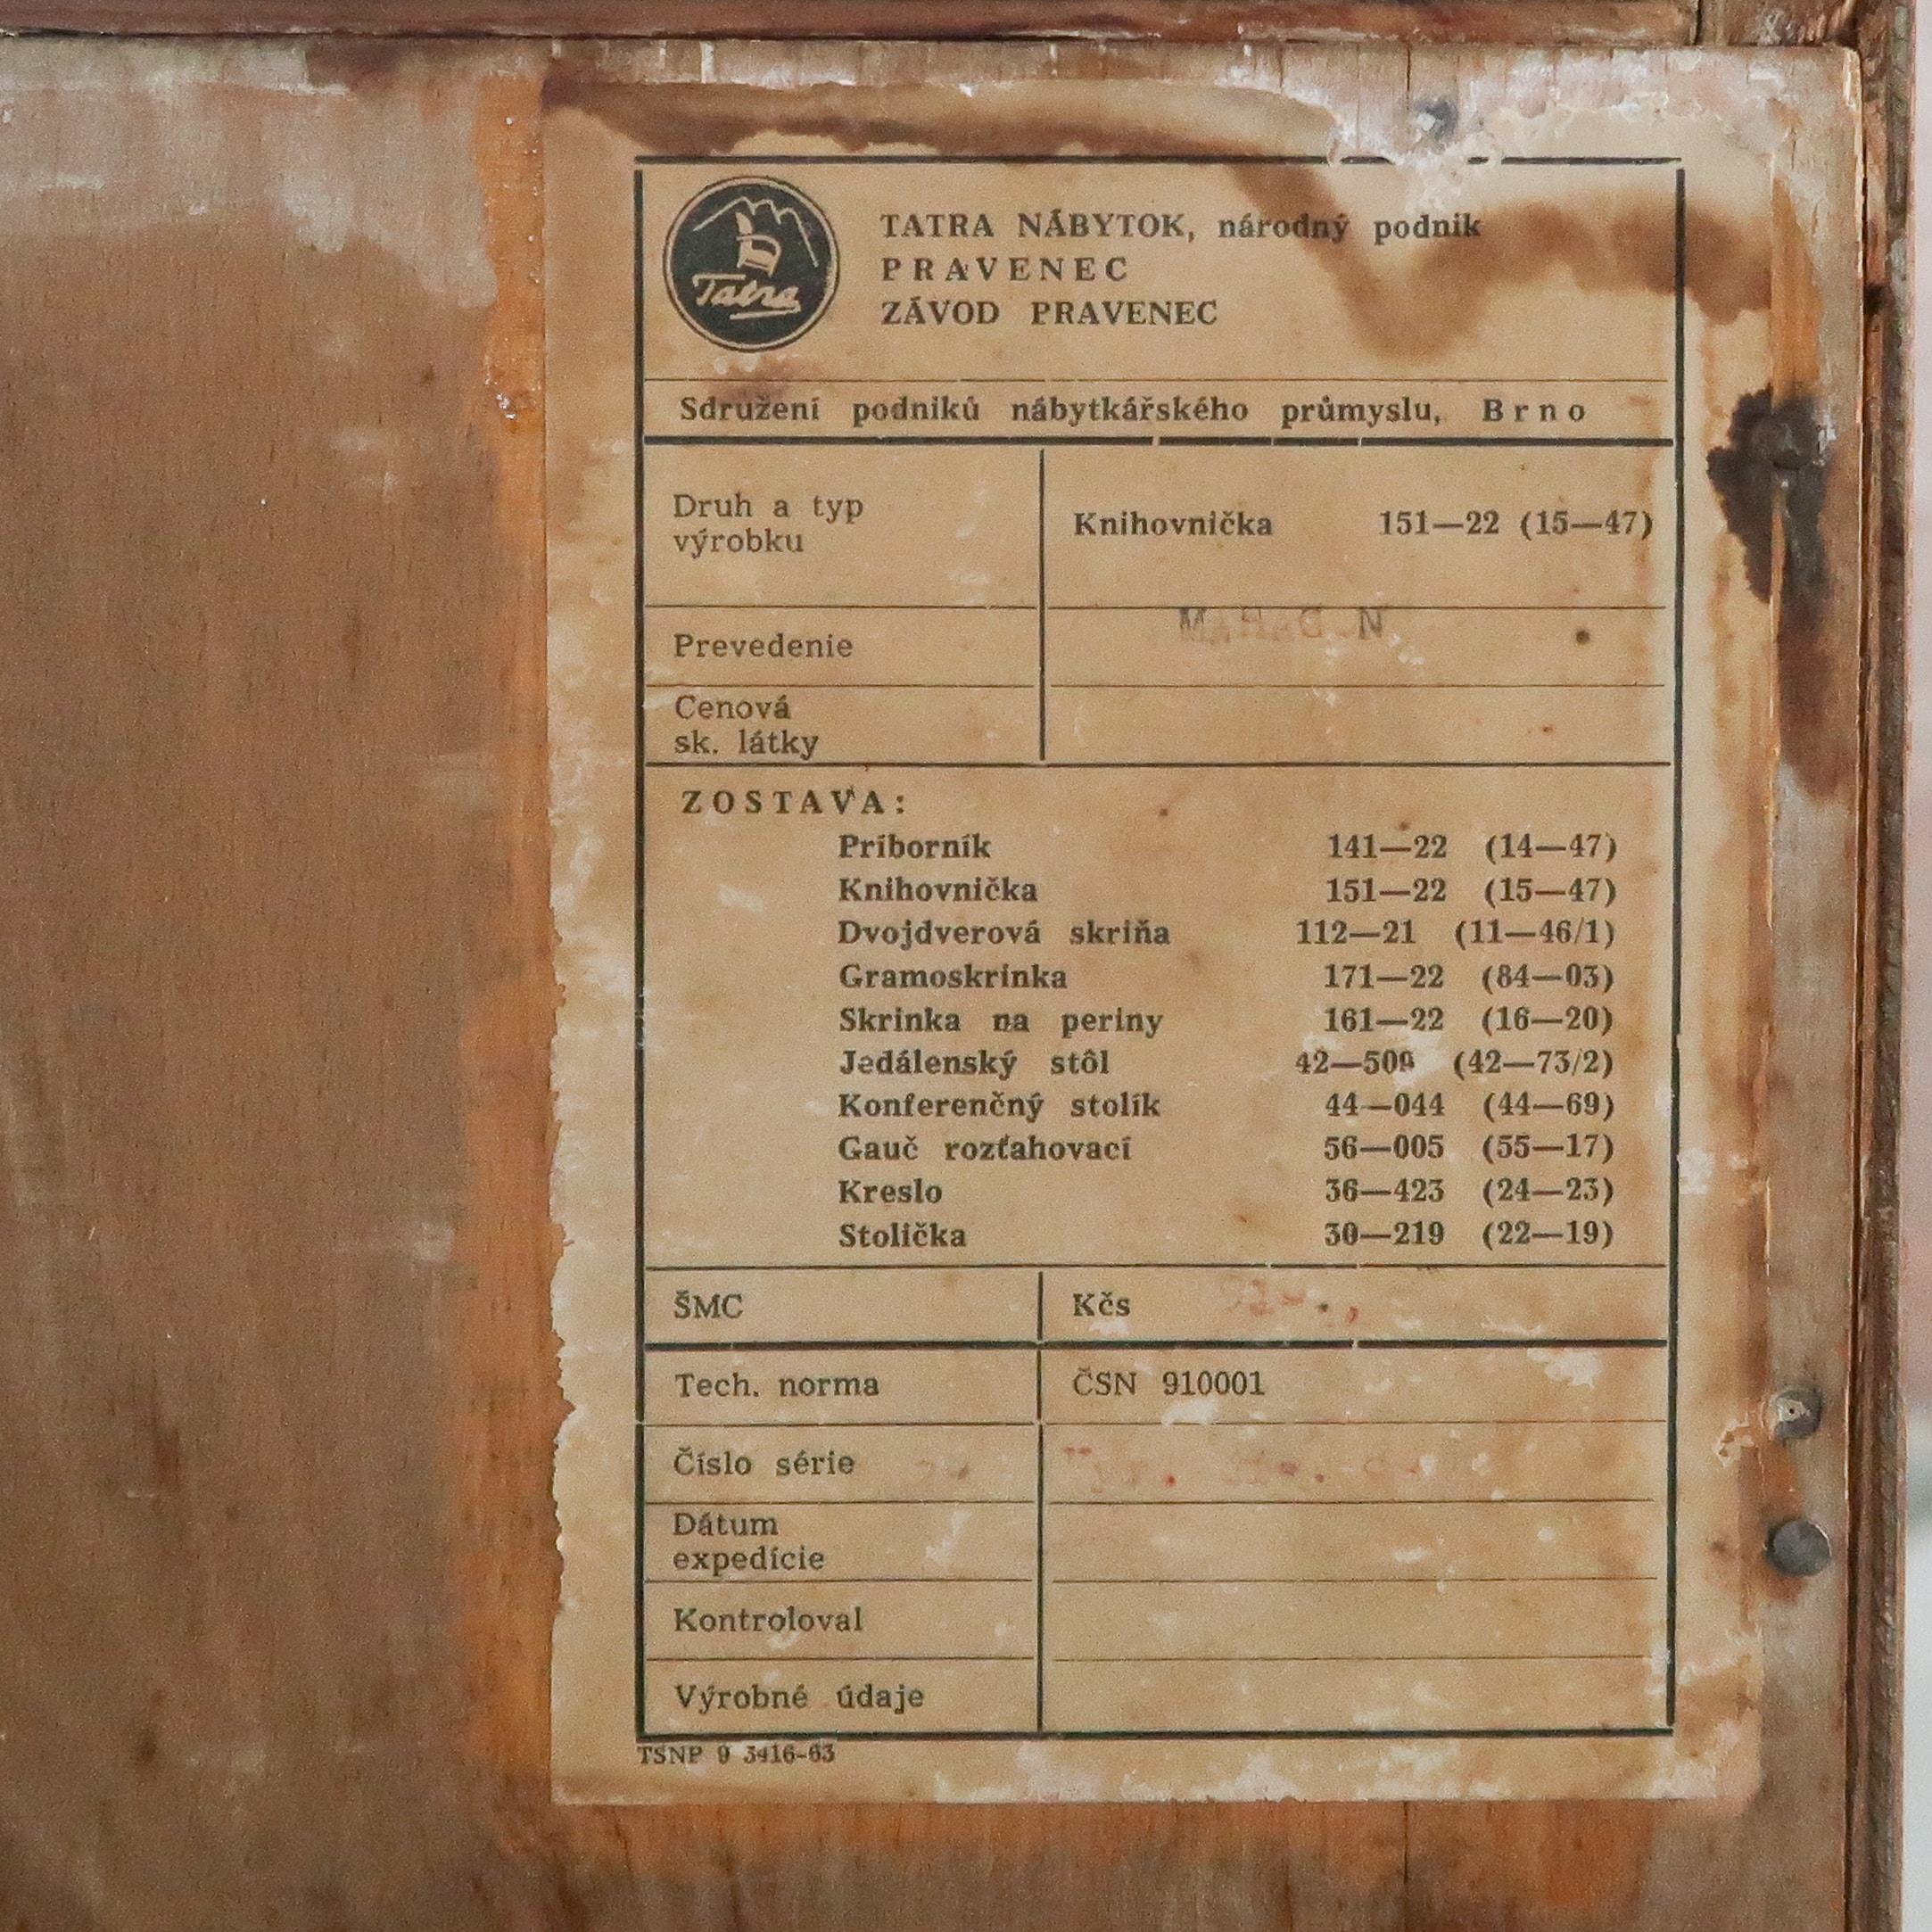 Tatra
TATRA NÁBYTOK, národný podnik
PRAVENEC
ZÁVOD PRAVENEC
Sdružení podniků nábytkářského průmyslu, Brno
Druh a typ
výrobku
Knihovnička 151—22 (15—47)
Prevedenie
Cenová
sk. látky
ZOSTAVA:
Príborník 141—22 (14—47)
Knihovnička 151—22 (15—47)
Dvojdverová skriňa 112—21 (11—46/1)
Gramoskrinka 171—22 (84—03)
Skrinka na periny 161—22 (16—20)
Jedálenský stôl (42—73/2)
Konferenčný stolík 44—044 (44—69)
Gauč rozťahovací 56—005 (55—17)
Kreslo 36—423 (24—23)
Stolička 30—219 (22—19)
ŠMC Kčs
Tech. norma ČSN 910001
Číslo série
Dátum
expedície
Kontroloval
Výrobné údaje
TSNP 9 3416-63